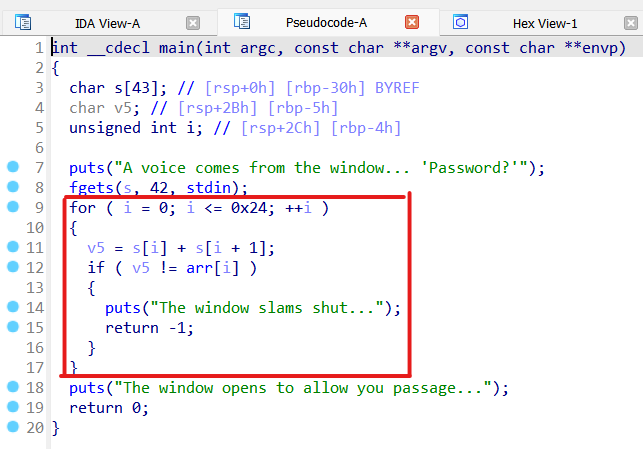 IDA View-A Pseudocode-A Hex View-1
1 int __cdecl main(int argc, const char **argv, const char **envp)
2 {
3 char s[43]; // [rsp+0h] [rbp-30h] BYREF
4 char v5; // [rsp+2Bh] [rbp-5h]
5 unsigned int i; // [rsp+2Ch] [rbp-4h]
6
7 puts("A voice comes from the window... 'Password?'");
8 fgets(s, 42, stdin);
9 for ( i = 0; i <= 0x24; ++i )
10 {
11 v5 = s[i] + s[i + 1];
12 if ( v5 != arr[i] )
13 {
14 puts("The window slams shut...");
15 return -1;
16 }
17 }
18 puts("The window opens to allow you passage...");
19 return 0;
20 }